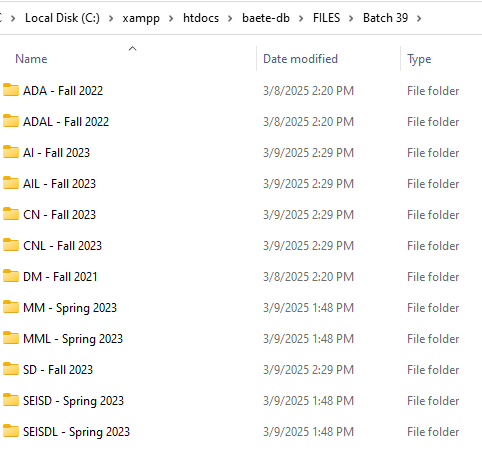 Local Disk (C:) > xampp > htdocs > baete-db > FILES > Batch 39 >
Name Date modified Type
ADA - Fall 2022 3/8/2025 2:20 PM File folder
ADAL - Fall 2022 3/8/2025 2:20 PM File folder
AI - Fall 2023 3/9/2025 2:29 PM File folder
AIL - Fall 2023 3/9/2025 2:29 PM File folder
CN - Fall 2023 3/9/2025 2:29 PM File folder
CNL - Fall 2023 3/9/2025 2:29 PM File folder
DM - Fall 2021 3/8/2025 2:20 PM File folder
MM - Spring 2023 3/9/2025 1:48 PM File folder
MML - Spring 2023 3/9/2025 1:48 PM File folder
SD - Fall 2023 3/9/2025 2:29 PM File folder
SEISD - Spring 2023 3/9/2025 1:48 PM File folder
SEISDL - Spring 2023 3/9/2025 1:48 PM File folder